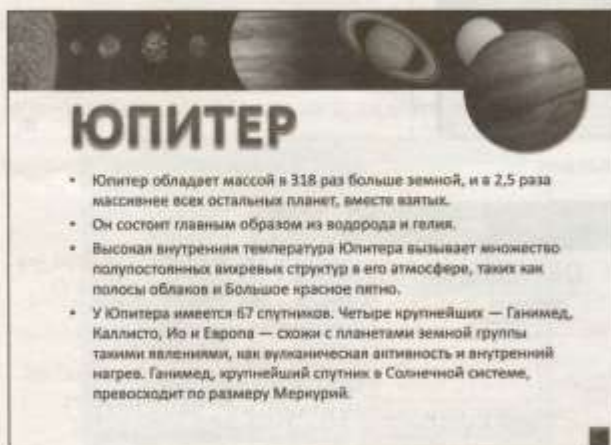 ЮПИТЕР
• Юпитер обладает массой в 318 раз больше земной, и в 2,5 раза
массивнее всех остальных планет, вместе взятых.
• Он состоит главным образом из водорода и гелия.
• Высокая внутренняя температура Юпитера вызывает множество
полупостоянных вихревых структур в его атмосфере, таких как
полосы облаков и Большое красное пятно.
• У Юпитера имеется 67 спутников. Четыре крупнейших — Ганимед,
Каллисто, Ио и Европа — схожи с планетами земной группы
такими явлениями, как вулканическая активность и внутренний
нагрев. Ганимед, крупнейший спутник в Солнечной системе,
превосходит по размеру Меркурий.